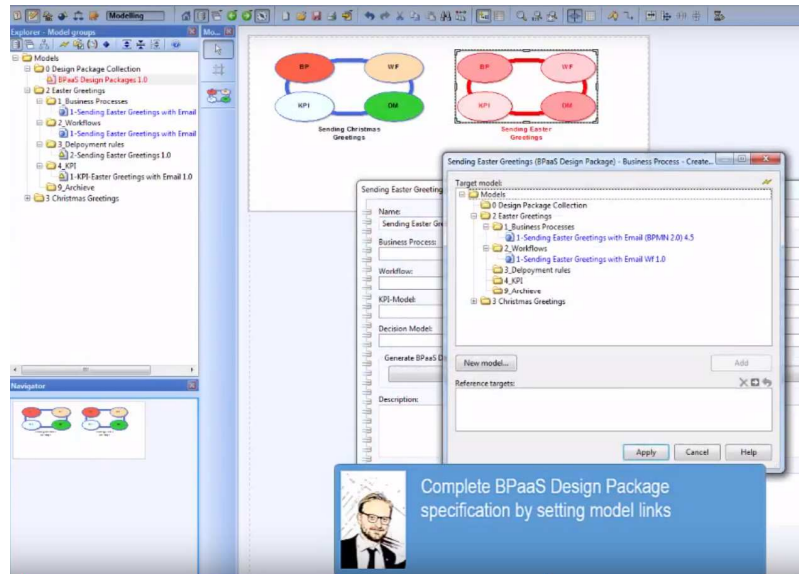 Modelling
Explorer - Model groups
Mo...
Models
0 Design Package Collection
BPaaS Design Packages 1.0
2 Easter Greetings
1_Business Processes
1-Sending Easter Greetings with Email
2_Workflows
1-Sending Easter Greetings with Email
3_Delpoyment rules
2-Sending Easter Greetings 1.0
4_KPI
1-KPI-Easter Greetings with Email 1.0
9_Archieve
3 Christmas Greetings
Navigator
BP
WF
KPI
DM
Sending Christmas
Greetings
BP
WF
KPI
DM
Sending Easter
Greetings
Sending Easter Greeting
Name:
Sending Easter Gre
Business Process:
Workflow:
KPI-Model:
Decision Model:
Generate BPaaS D
Description:
Sending Easter Greetings (BPaaS Design Package) - Business Process - Create...
Target model:
Models
0 Design Package Collection
2 Easter Greetings
1_Business Processes
1-Sending Easter Greetings with Email (BPMN 2.0) 4.5
2_Workflows
1-Sending Easter Greetings with Email Wf 1.0
3_Delpoyment rules
4_KPI
9_Archieve
3 Christmas Greetings
New model...
Add
Reference targets:
Apply
Cancel
Help
Complete BPaaS Design Package
specification by setting model links